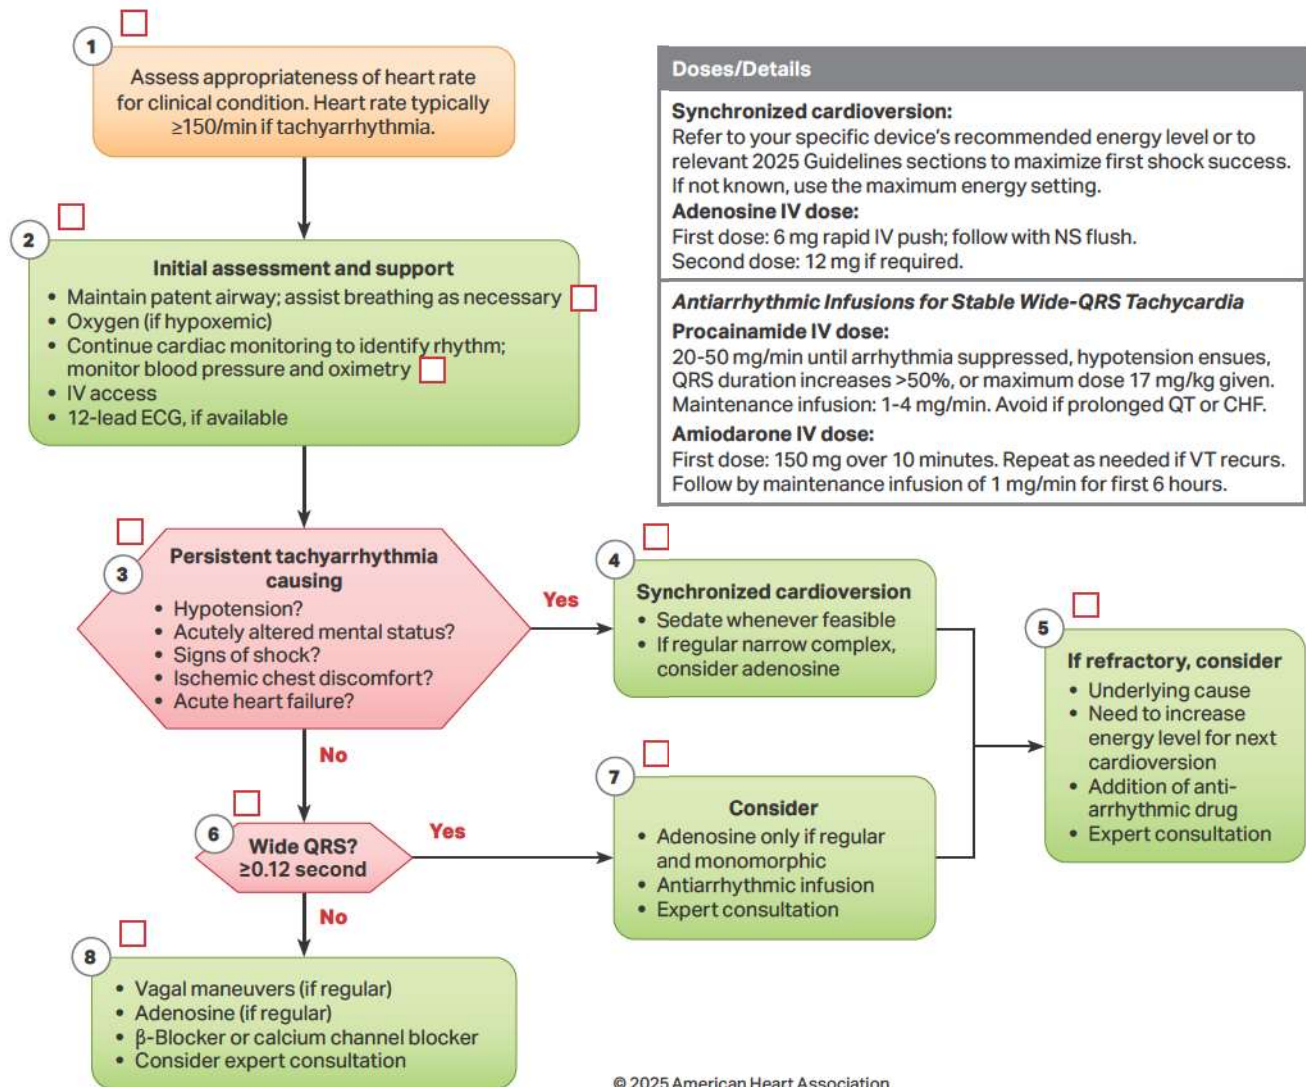 1
Assess appropriateness of heart rate
for clinical condition. Heart rate typically
≥150/min if tachyarrhythmia.
2
Initial assessment and support
• Maintain patent airway; assist breathing as necessary
• Oxygen (if hypoxemic)
• Continue cardiac monitoring to identify rhythm;
monitor blood pressure and oximetry
• IV access
• 12-lead ECG, if available
Doses/Details
Synchronized cardioversion:
Refer to your specific device's recommended energy level or to
relevant 2025 Guidelines sections to maximize first shock success.
If not known, use the maximum energy setting.
Adenosine IV dose:
First dose: 6 mg rapid IV push; follow with NS flush.
Second dose: 12 mg if required.
Antiarrhythmic Infusions for Stable Wide-QRS Tachycardia
Procainamide IV dose:
20-50 mg/min until arrhythmia suppressed, hypotension ensues,
QRS duration increases >50%, or maximum dose 17 mg/kg given.
Maintenance infusion: 1-4 mg/min. Avoid if prolonged QT or CHF.
Amiodarone IV dose:
First dose: 150 mg over 10 minutes. Repeat as needed if VT recurs.
Follow by maintenance infusion of 1 mg/min for first 6 hours.
3
Persistent tachyarrhythmia
causing
• Hypotension?
• Acutely altered mental status?
• Signs of shock?
• Ischemic chest discomfort?
• Acute heart failure?
Yes
4
Synchronized cardioversion
• Sedate whenever feasible
• If regular narrow complex,
consider adenosine
5
If refractory, consider
• Underlying cause
• Need to increase
energy level for next
cardioversion
• Addition of anti-
arrhythmic drug
• Expert consultation
No
6
Wide QRS?
≥0.12 second
Yes
7
Consider
• Adenosine only if regular
and monomorphic
• Antiarrhythmic infusion
• Expert consultation
No
8
• Vagal maneuvers (if regular)
• Adenosine (if regular)
• β-Blocker or calcium channel blocker
• Consider expert consultation
© 2025 American Heart Association